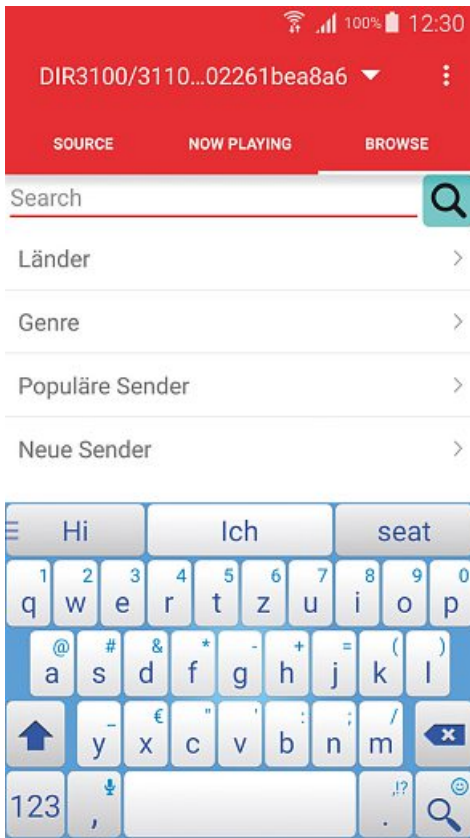 100% 12:30
DIR3100/3110...02261bea8a6
SOURCE NOW PLAYING BROWSE
Search
Länder
Genre
Populäre Sender
Neue Sender
Hi Ich seat
1 2 3 4 5 6 7 8 9 0
q w e r t z u i o p
@ # & * - + = ( )
a s d f g h j k l
_ € " ' : ; /
y x c v b n m
,!?
123 , .